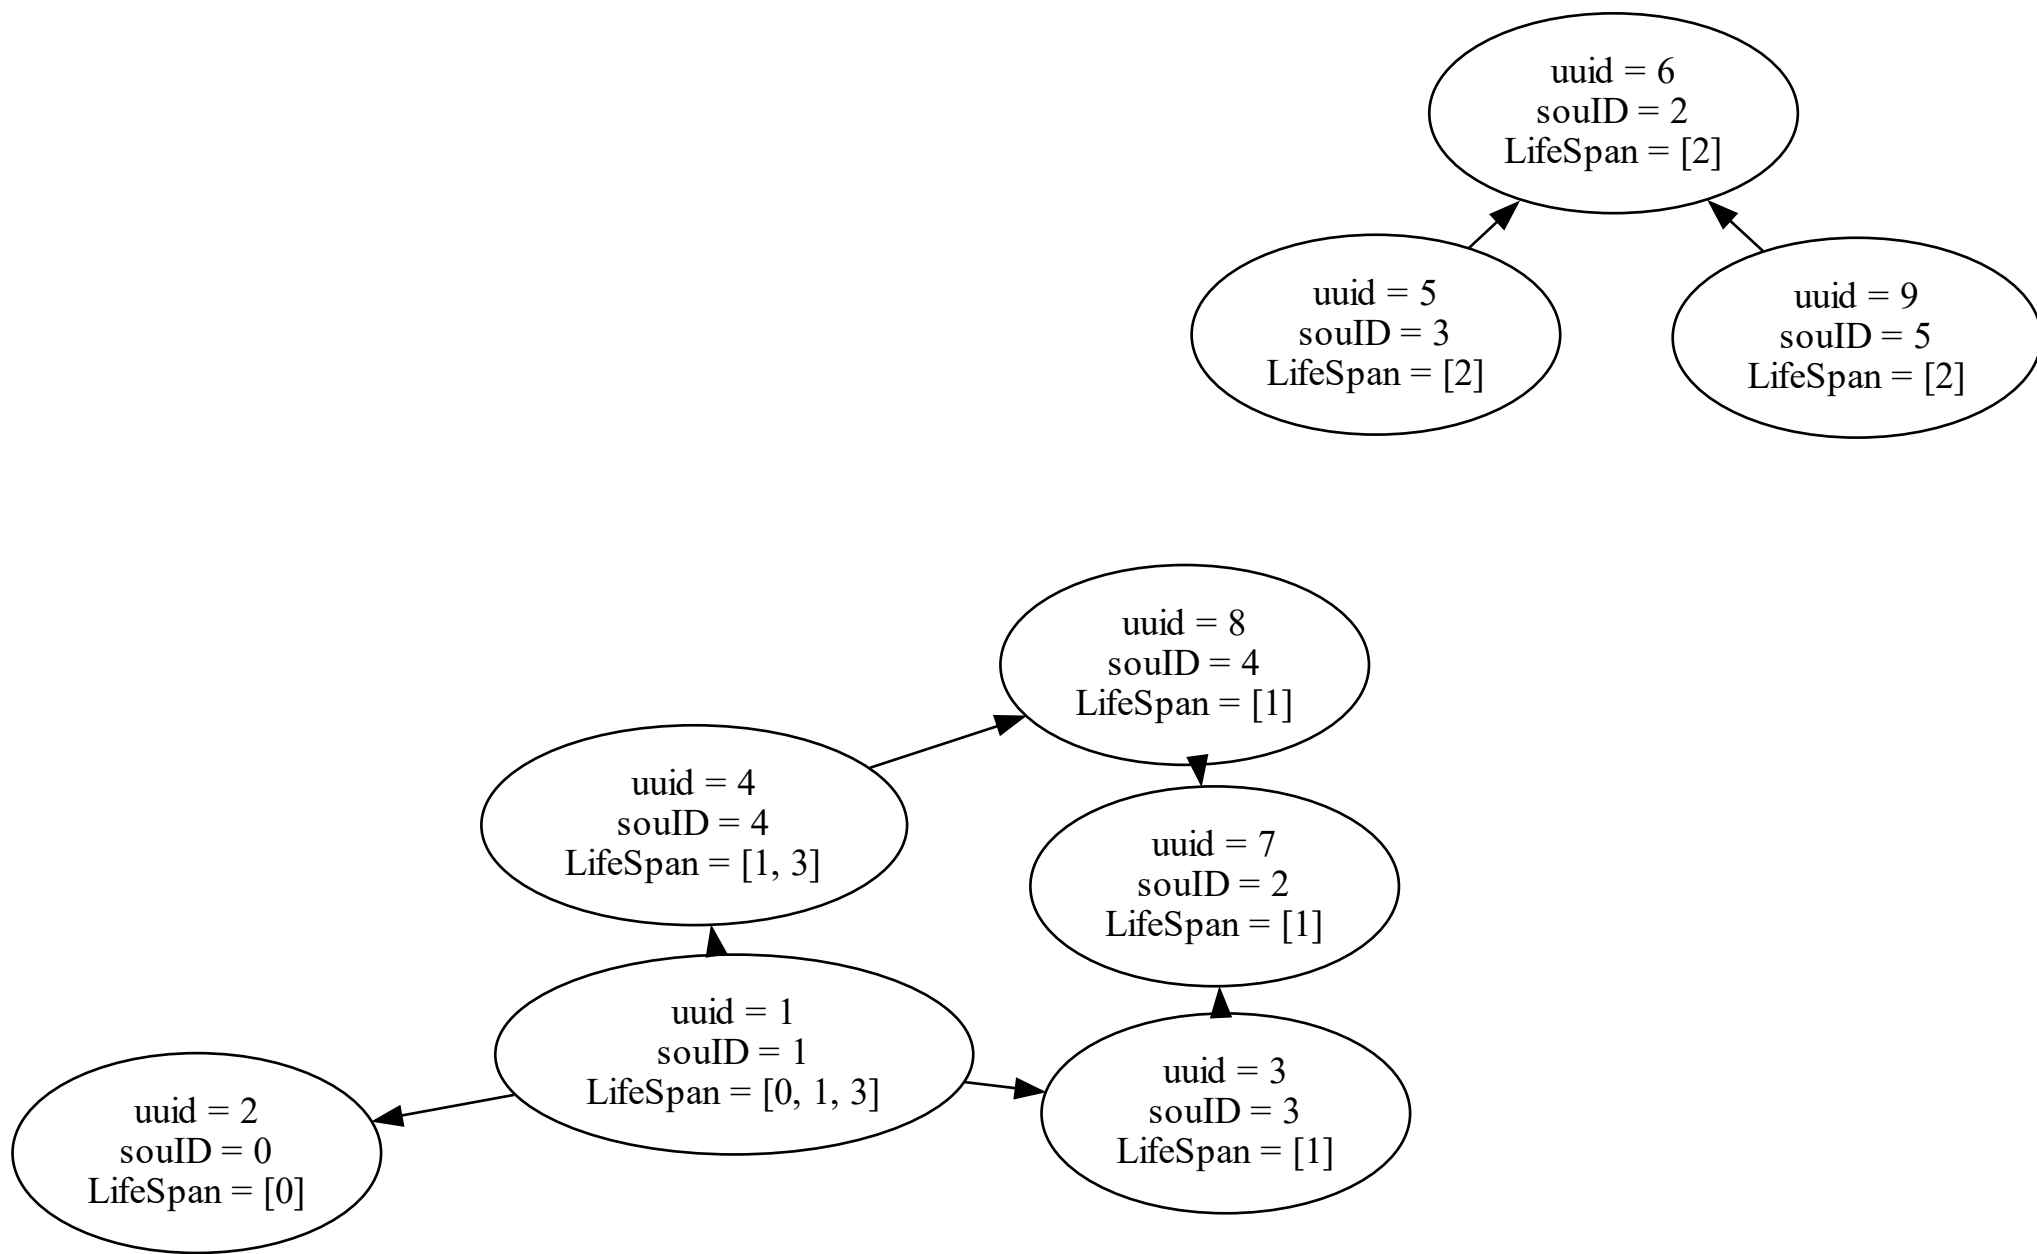 uuid = 6
souID = 2
LifeSpan = [2]
uuid = 5
souID = 3
LifeSpan = [2]
uuid = 9
souID = 5
LifeSpan = [2]
uuid = 8
souID = 4
LifeSpan = [1]
uuid = 4
souID = 4
LifeSpan = [1, 3]
uuid = 7
souID = 2
LifeSpan = [1]
uuid = 1
souID = 1
LifeSpan = [0, 1, 3]
uuid = 3
souID = 3
LifeSpan = [1]
uuid = 2
souID = 0
LifeSpan = [0]